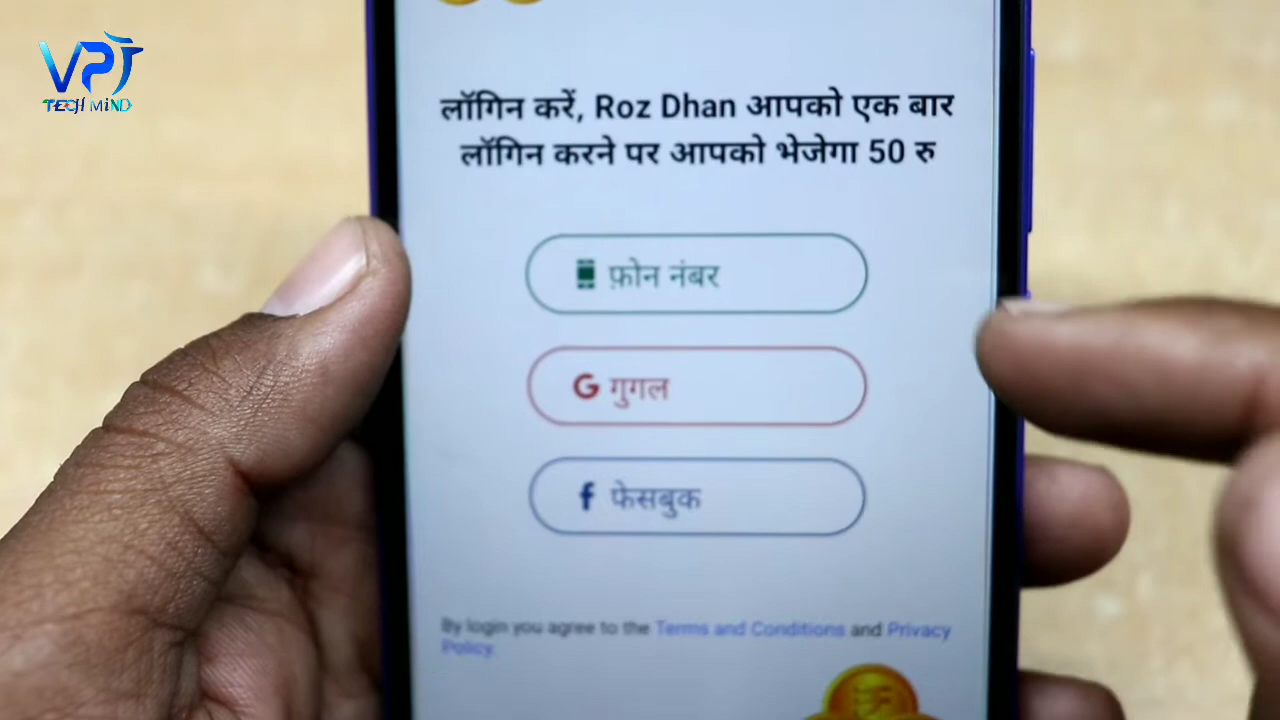 VPT
TECH MIND
लॉगिन करें, Roz Dhan आपको एक बार
लॉगिन करने पर आपको भेजेगा 50 रु
फ़ोन नंबर
G गुगल
f फेसबुक
By login you agree to the Terms and Conditions and Privacy
Policy.